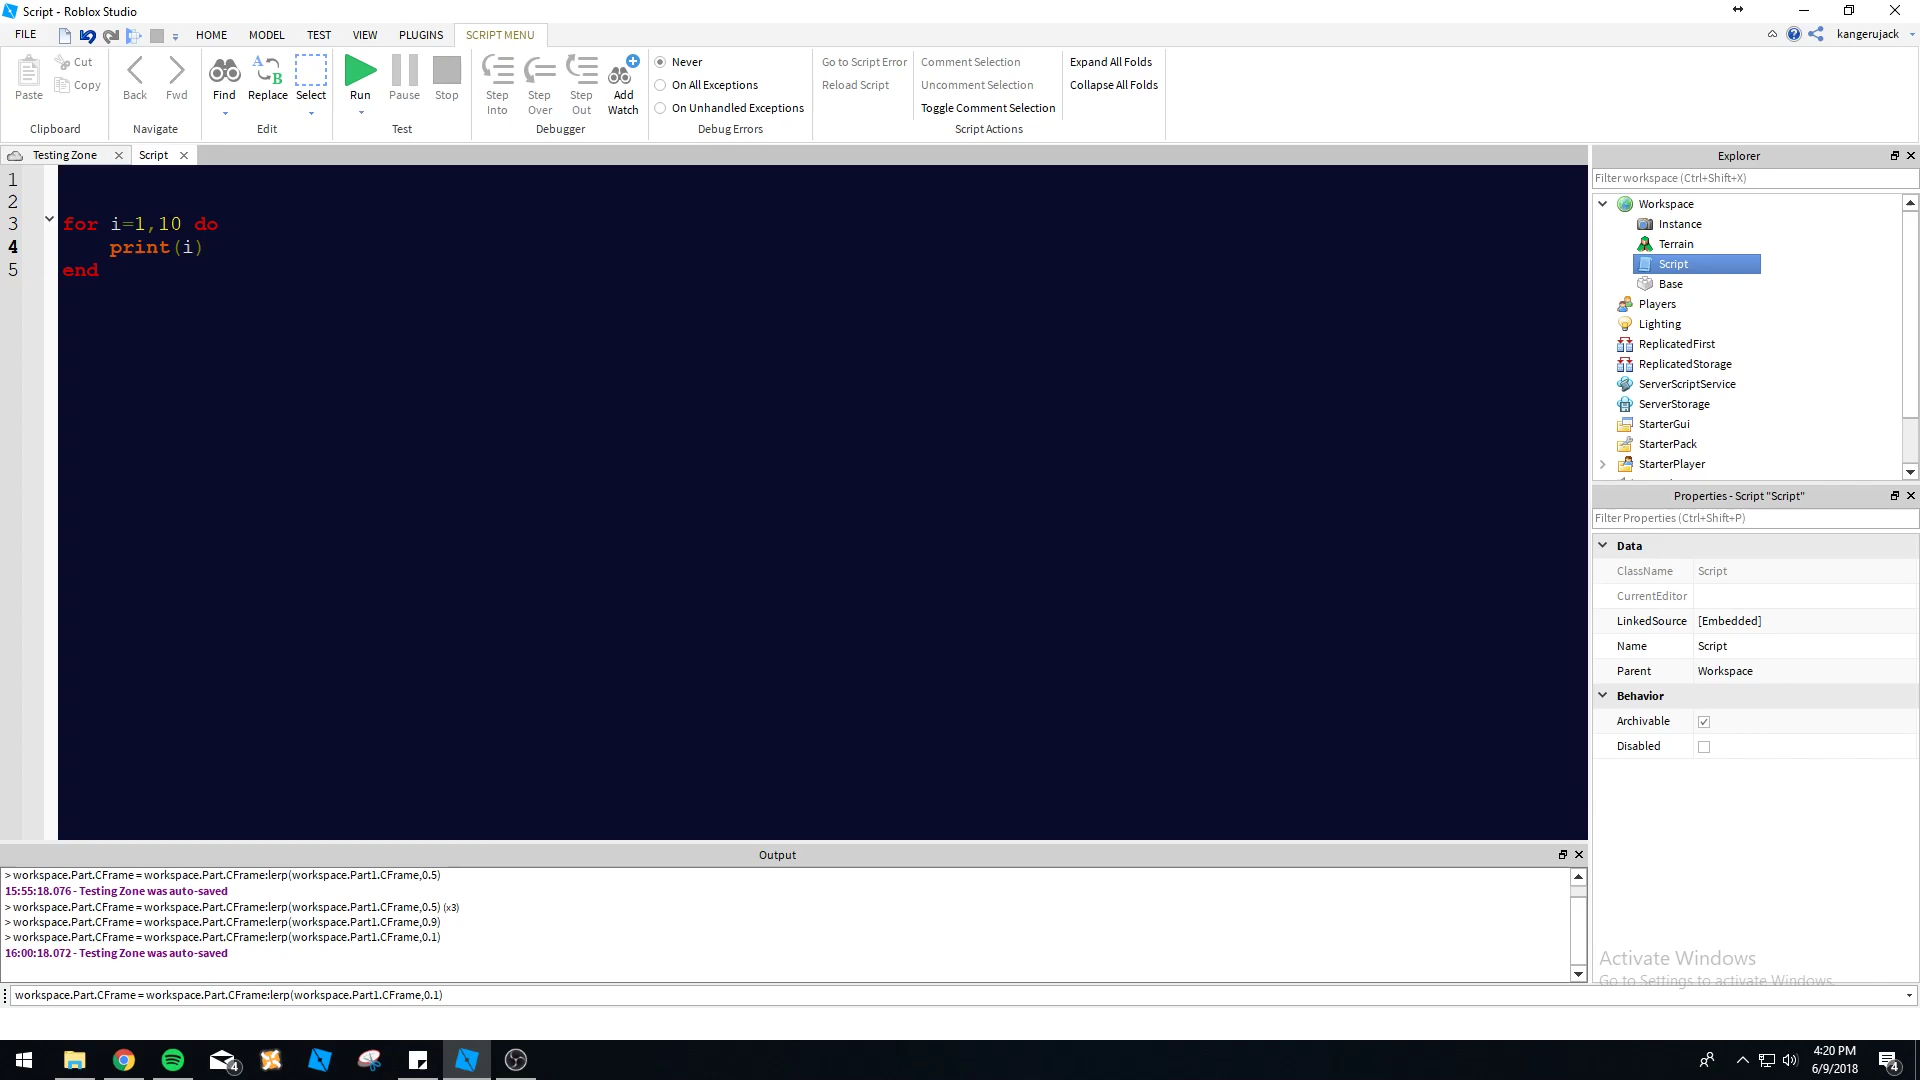 Script - Roblox Studio
FILE HOME MODEL TEST VIEW PLUGINS SCRIPT MENU kangerujack
Paste Cut Copy Clipboard
Back Fwd Navigate
Find Replace Select Edit
Run Pause Stop Test
Step Into Step Over Step Out Add Watch Debugger
Never
On All Exceptions
On Unhandled Exceptions
Debug Errors
Go to Script Error
Reload Script
Comment Selection
Uncomment Selection
Toggle Comment Selection
Script Actions
Expand All Folds
Collapse All Folds
Testing Zone Script
1
2
3 for i=1,10 do
4 print(i)
5 end
Explorer
Filter workspace (Ctrl+Shift+X)
Workspace
Instance
Terrain
Script
Base
Players
Lighting
ReplicatedFirst
ReplicatedStorage
ServerScriptService
ServerStorage
StarterGui
StarterPack
StarterPlayer
Properties - Script "Script"
Filter Properties (Ctrl+Shift+P)
Data
ClassName Script
CurrentEditor
LinkedSource [Embedded]
Name Script
Parent Workspace
Behavior
Archivable
Disabled
Output
> workspace.Part.CFrame = workspace.Part.CFrame:lerp(workspace.Part1.CFrame,0.5)
15:55:18.076 - Testing Zone was auto-saved
> workspace.Part.CFrame = workspace.Part.CFrame:lerp(workspace.Part1.CFrame,0.5) (x3)
> workspace.Part.CFrame = workspace.Part.CFrame:lerp(workspace.Part1.CFrame,0.9)
> workspace.Part.CFrame = workspace.Part.CFrame:lerp(workspace.Part1.CFrame,0.1)
16:00:18.072 - Testing Zone was auto-saved
workspace.Part.CFrame = workspace.Part.CFrame:lerp(workspace.Part1.CFrame,0.1)
Activate Windows
Go to Settings to activate Windows.
4
4:20 PM
6/9/2018
4